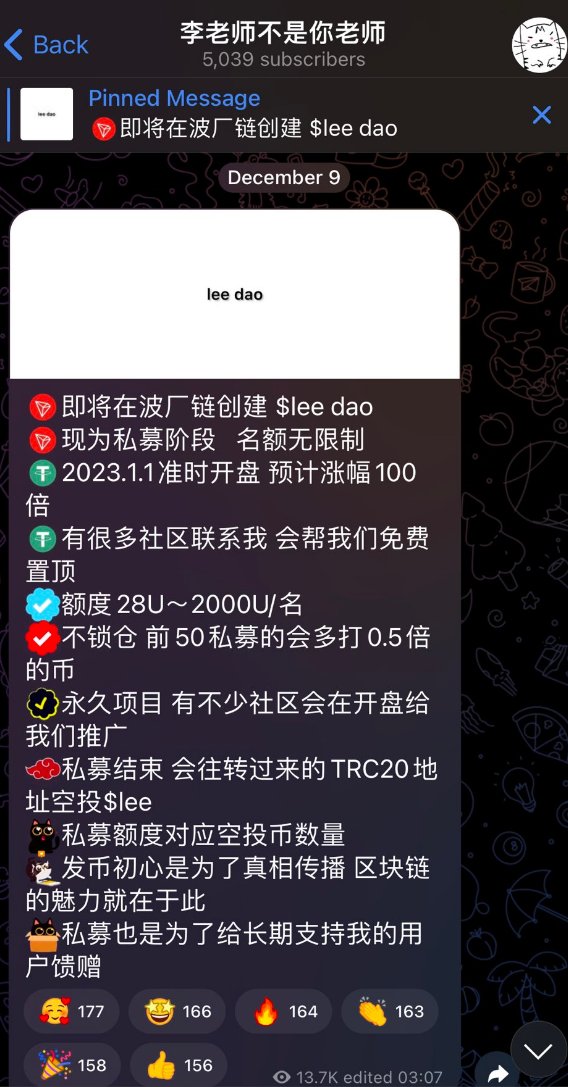 Back
李老师不是你老师
5,039 subscribers
lee dao
Pinned Message
即将在波厂链创建 $lee dao
December 9
lee dao
即将在波厂链创建 $lee dao
现为私募阶段 名额无限制
2023.1.1准时开盘 预计涨幅100
倍
有很多社区联系我 会帮我们免费
置顶
额度28U～2000U/名
不锁仓 前50私募的会多打0.5倍
的币
永久项目 有不少社区会在开盘给
我们推广
私募结束 会往转过来的TRC20地
址空投$lee
私募额度对应空投币数量
发币初心是为了真相传播 区块链
的魅力就在于此
私募也是为了给长期支持我的用
户馈赠
177 166 164 163
158 156
13.7K edited 03:07